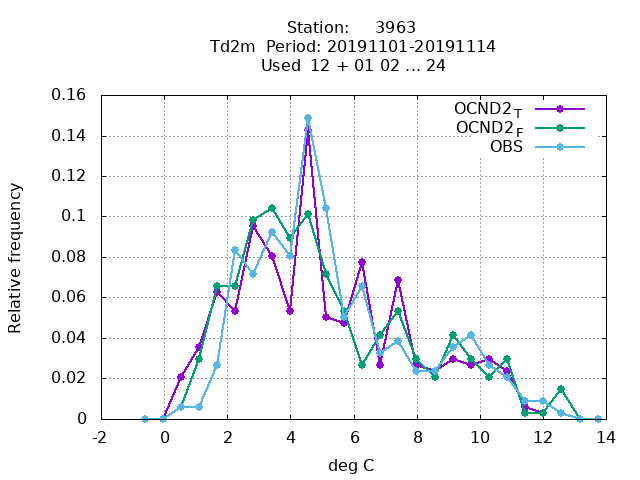 Station:     3963
Td2m  Period: 20191101-20191114
Used  12 + 01 02 ... 24
OCND2T
OCND2F
OBS
0.16
0.14
0.12
0.1
0.08
0.06
0.04
0.02
0
Relative frequency
-2 0 2 4 6 8 10 12 14
deg C